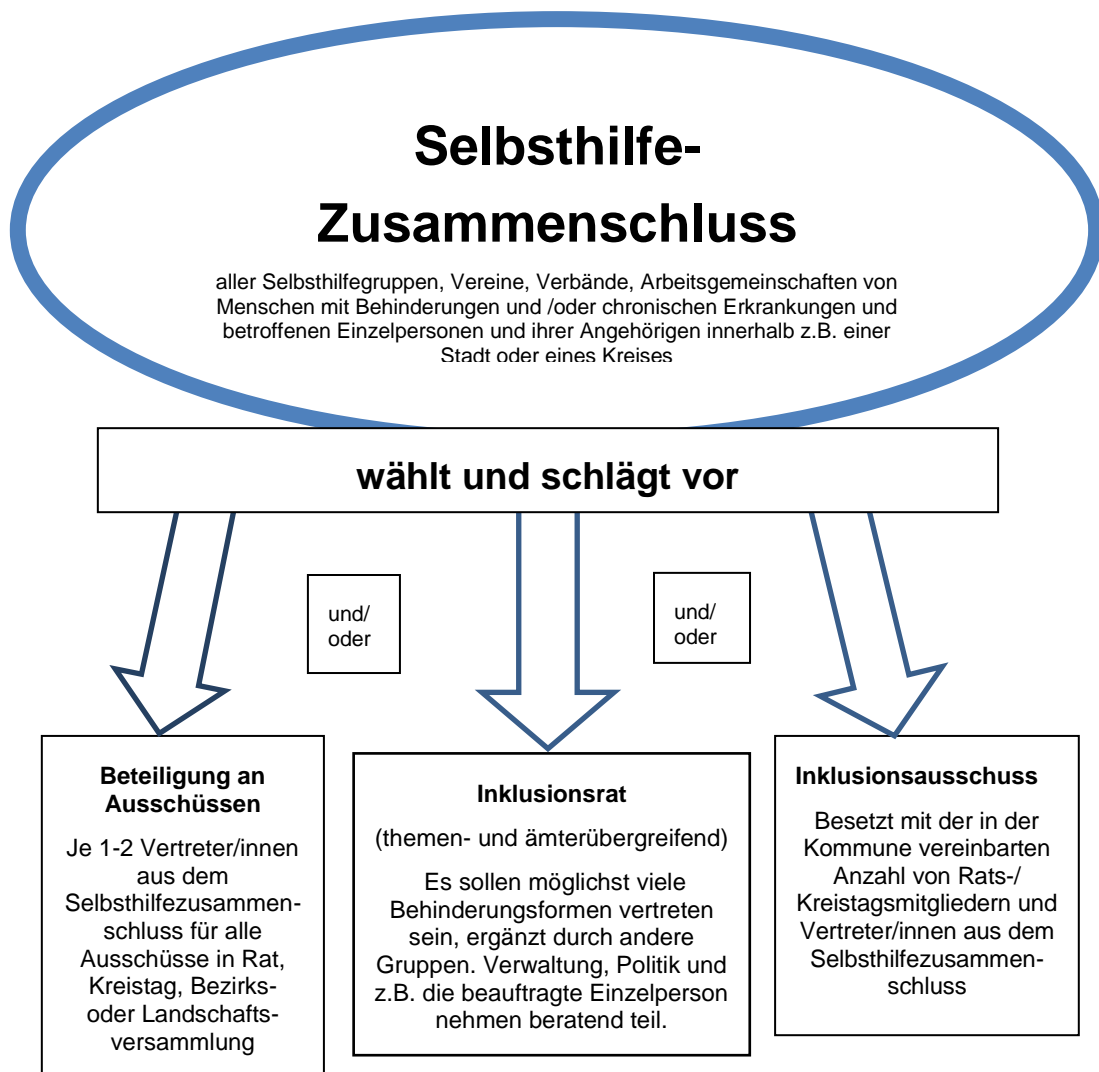 Selbsthilfe-
Zusammenschluss
aller Selbsthilfegruppen, Vereine, Verbände, Arbeitsgemeinschaften von
Menschen mit Behinderungen und /oder chronischen Erkrankungen und
betroffenen Einzelpersonen und ihrer Angehörigen innerhalb z.B. einer
Stadt oder eines Kreises
wählt und schlägt vor
und/
oder
und/
oder
Beteiligung an
Ausschüssen
Je 1-2 Vertreter/innen
aus dem
Selbsthilfezusammen-
schluss für alle
Ausschüsse in Rat,
Kreistag, Bezirks-
oder Landschafts-
versammlung
Inklusionsrat
(themen- und ämterübergreifend)
Es sollen möglichst viele
Behinderungsformen vertreten
sein, ergänzt durch andere
Gruppen. Verwaltung, Politik und
z.B. die beauftragte Einzelperson
nehmen beratend teil.
Inklusionsausschuss
Besetzt mit der in der
Kommune vereinbarten
Anzahl von Rats-/
Kreistagsmitgliedern und
Vertreter/innen aus dem
Selbsthilfezusammen-
schluss